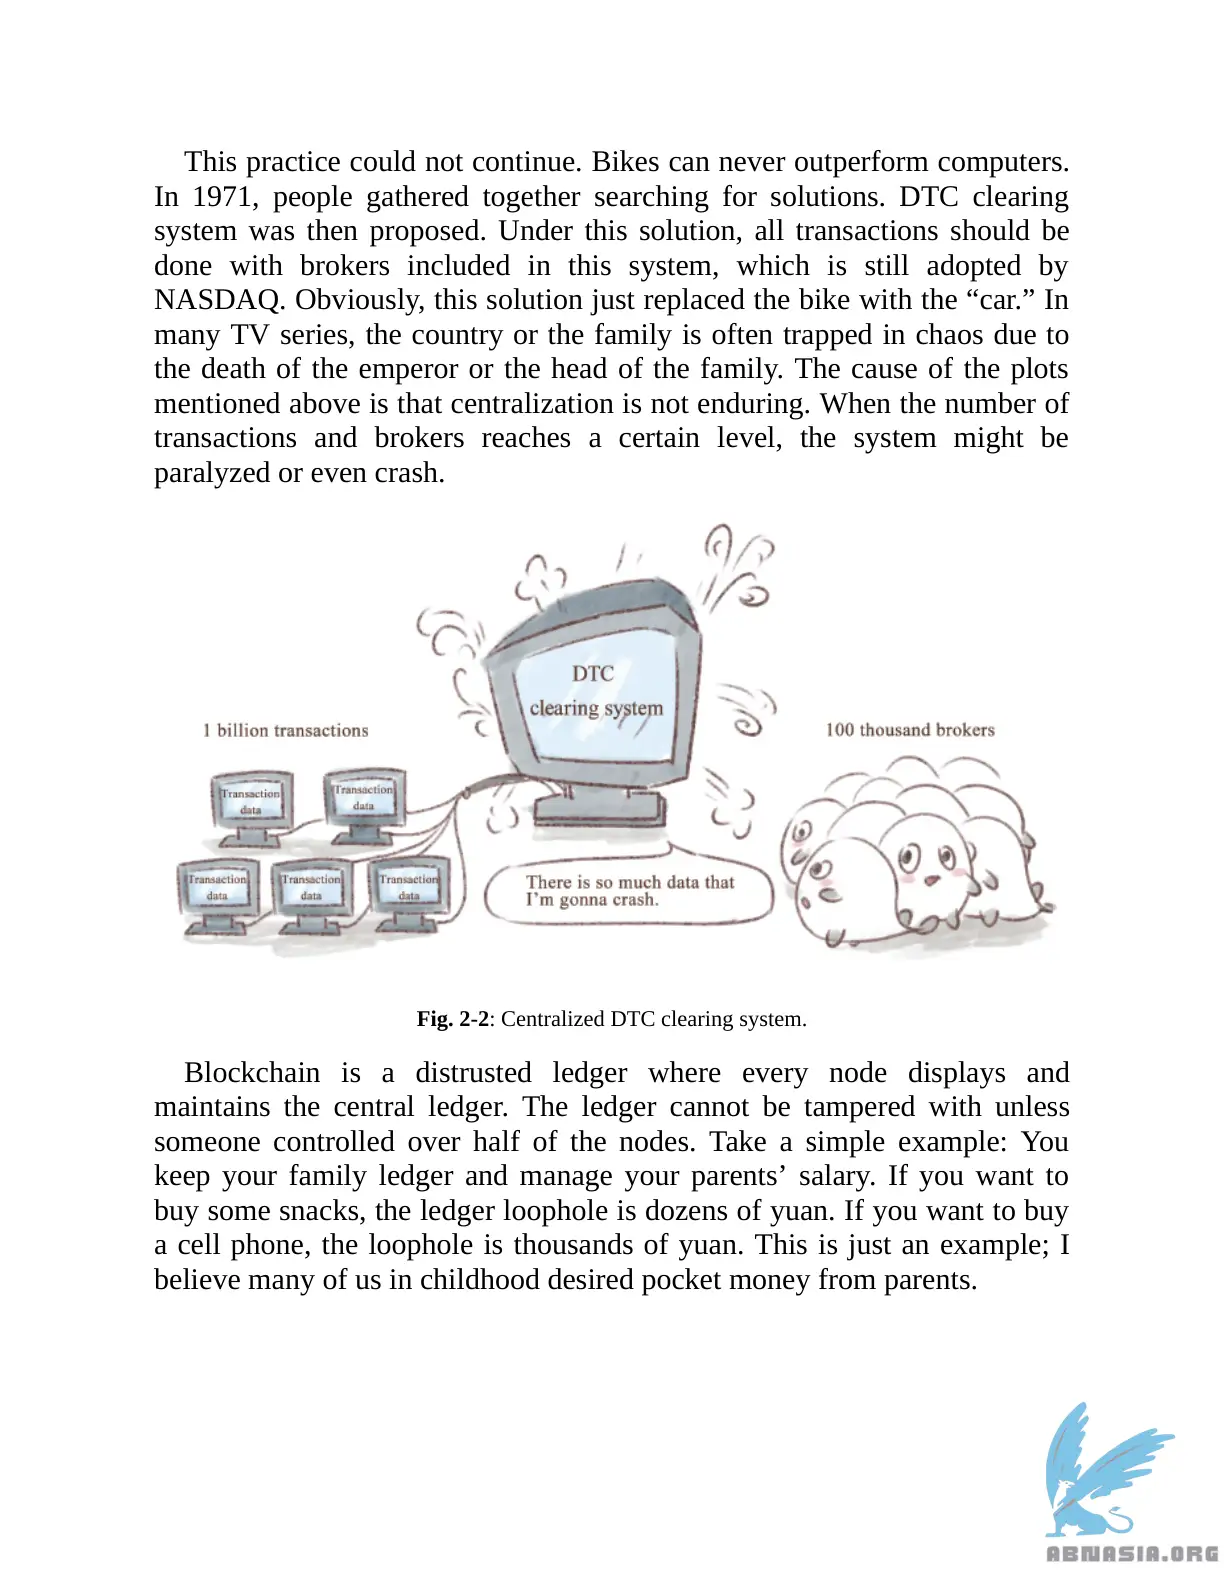 This practice could not continue. Bikes can never outperform computers.
In 1971, people gathered together searching for solutions. DTC clearing
system was then proposed. Under this solution, all transactions should be
done with brokers included in this system, which is still adopted by
NASDAQ. Obviously, this solution just replaced the bike with the “car.” In
many TV series, the country or the family is often trapped in chaos due to
the death of the emperor or the head of the family. The cause of the plots
mentioned above is that centralization is not enduring. When the number of
transactions and brokers reaches a certain level, the system might be
paralyzed or even crash.
DTC
clearing system
1 billion transactions
100 thousand brokers
Transaction
data
Transaction
data
Transaction
data
Transaction
data
Transaction
data
There is so much data that
I’m gonna crash.
Fig. 2-2: Centralized DTC clearing system.
Blockchain is a distrusted ledger where every node displays and
maintains the central ledger. The ledger cannot be tampered with unless
someone controlled over half of the nodes. Take a simple example: You
keep your family ledger and manage your parents’ salary. If you want to
buy some snacks, the ledger loophole is dozens of yuan. If you want to buy
a cell phone, the loophole is thousands of yuan. This is just an example; I
believe many of us in childhood desired pocket money from parents.
ABNASIA.ORG